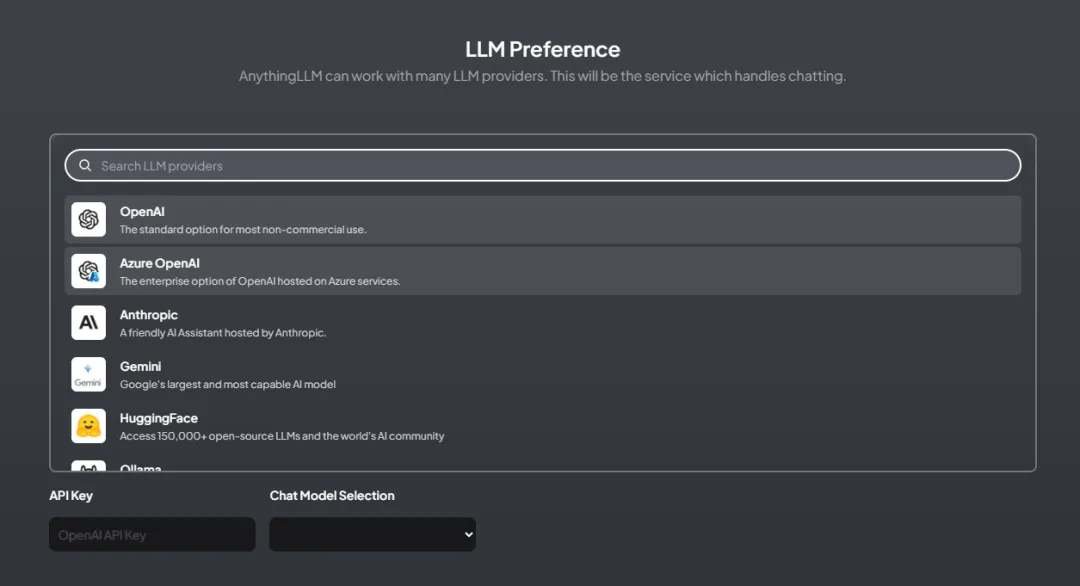 LLM Preference
AnythingLLM can work with many LLM providers. This will be the service which handles chatting.
Search LLM providers
OpenAI
The standard option for most non-commercial use.
Azure OpenAI
The enterprise option of OpenAI hosted on Azure services.
Anthropic
A friendly AI Assistant hosted by Anthropic.
Gemini
Gemini
Google's largest and most capable AI model
HuggingFace
Access 150,000+ open-source LLMs and the world's AI community
Ollama
API Key
Chat Model Selection
OpenAI API Key